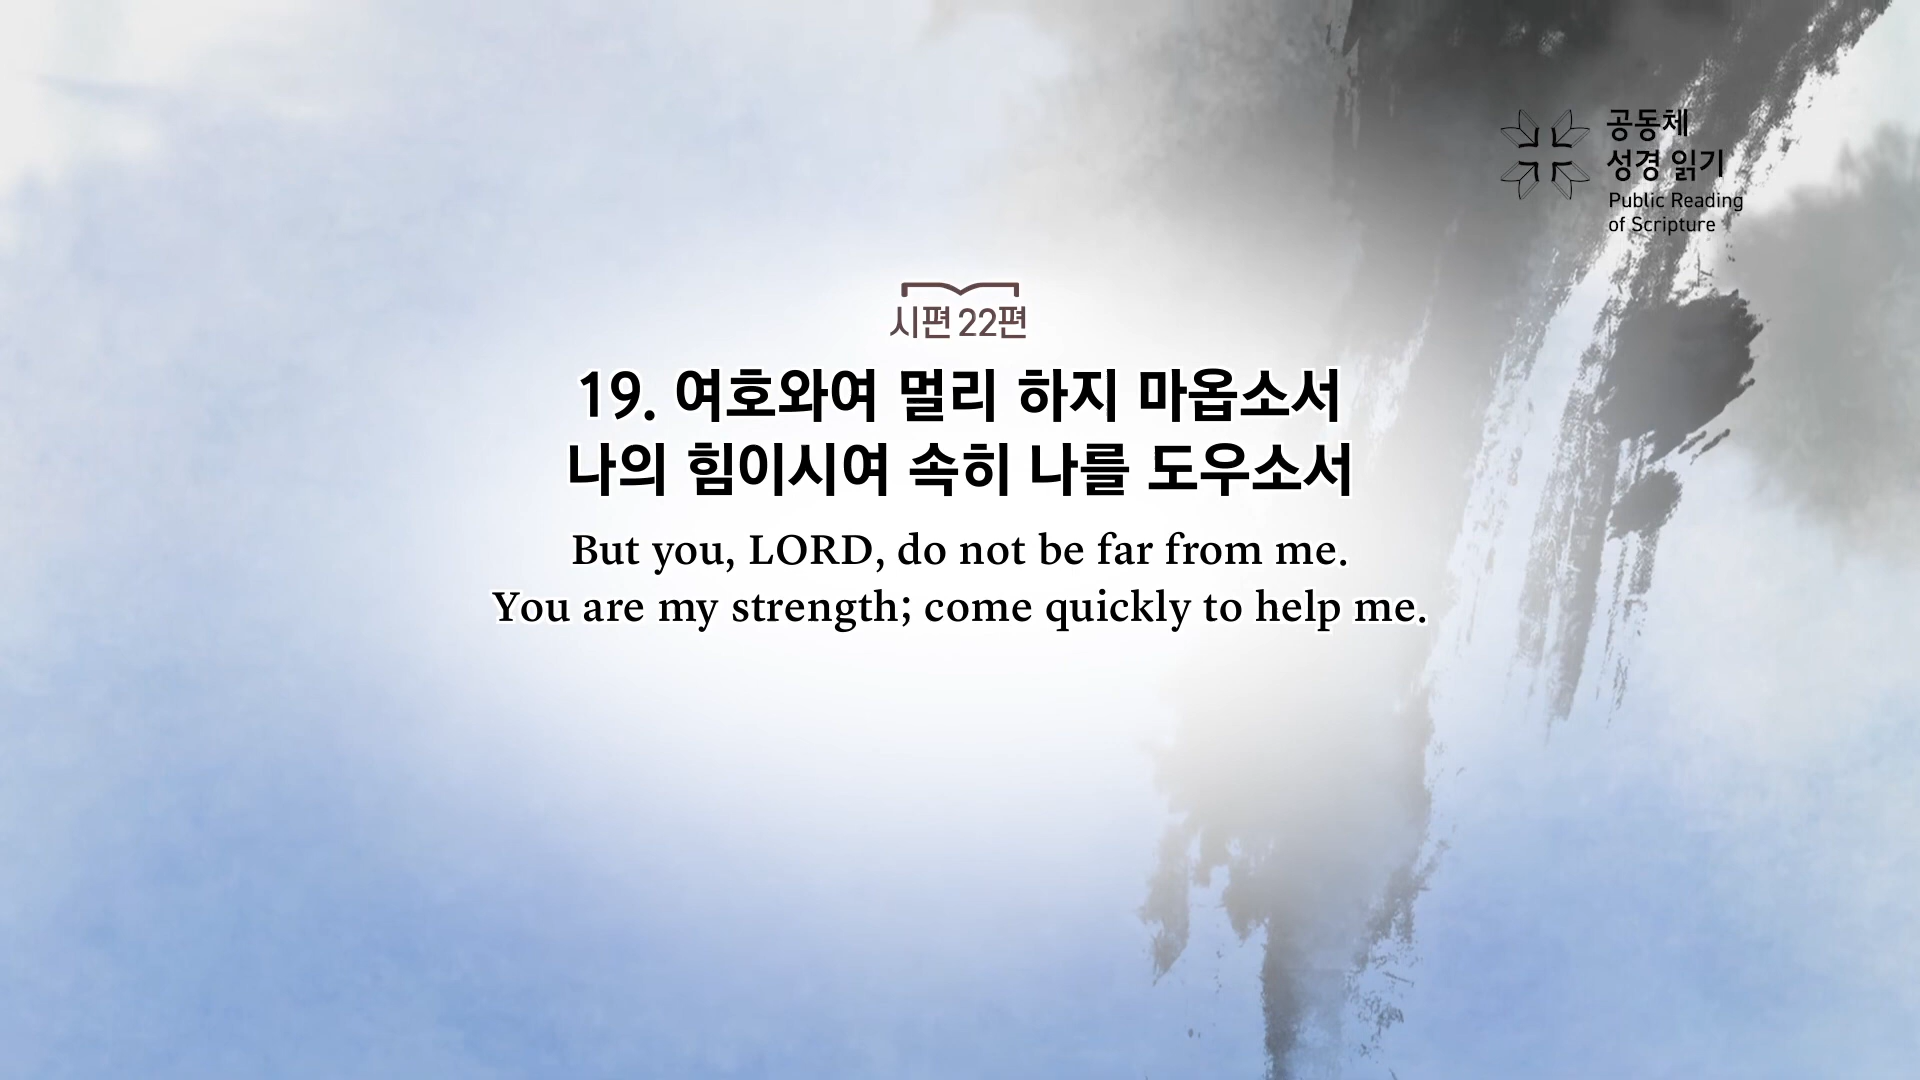 공동체
성경 읽기
Public Reading
of Scripture
시편 22편
19. 여호와여 멀리 하지 마옵소서
나의 힘이시여 속히 나를 도우소서
But you, LORD, do not be far from me.
You are my strength; come quickly to help me.